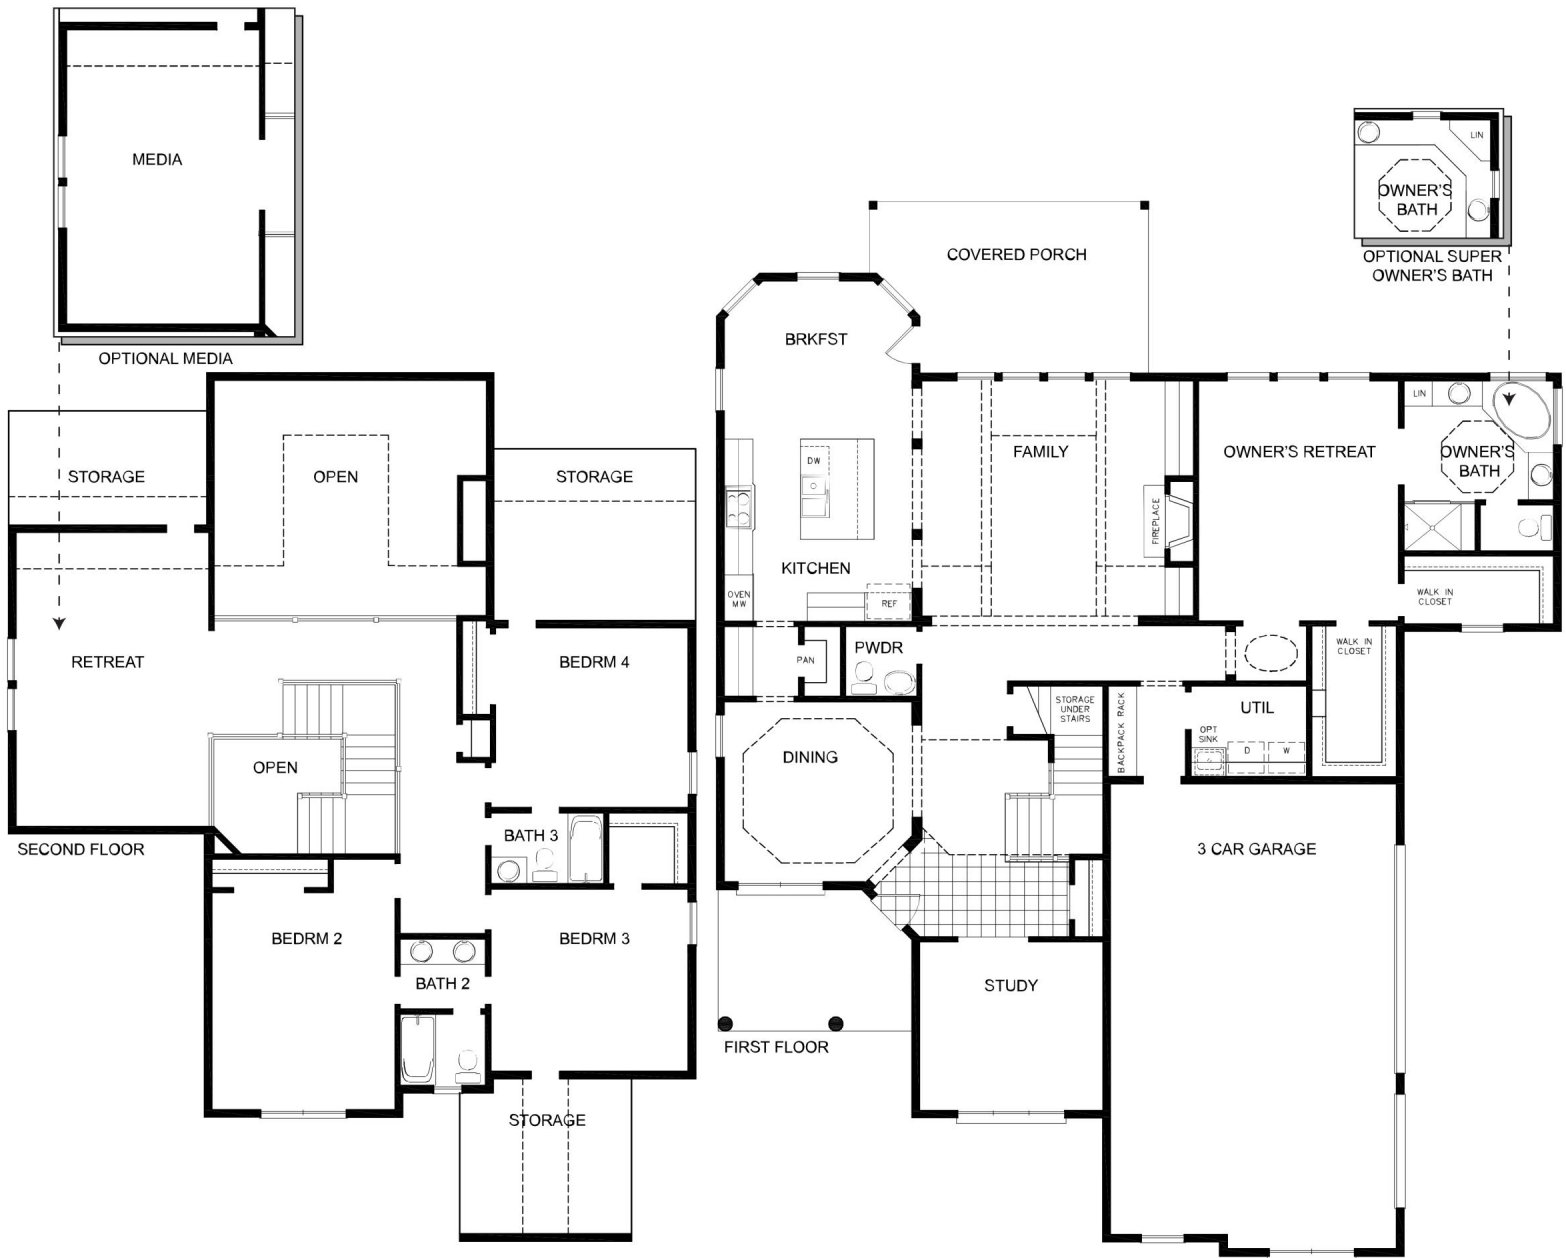 MEDIA
OPTIONAL MEDIA
LIN
OWNER'S
BATH
OPTIONAL SUPER
OWNER'S BATH
STORAGE
OPEN
STORAGE
RETREAT
BEDRM 4
OPEN
BATH 3
SECOND FLOOR
BEDRM 2
BEDRM 3
BATH 2
STORAGE
COVERED PORCH
BRKFST
DW
FAMILY
OWNER'S RETREAT
LIN
OWNER'S
BATH
FIREPLACE
KITCHEN
OVEN
MW
REF
WALK IN
CLOSET
PWDR
PAN
WALK IN
CLOSET
STORAGE
UNDER
STAIRS
BACKPACK RACK
UTIL
OPT
SINK
D
W
DINING
3 CAR GARAGE
STUDY
FIRST FLOOR